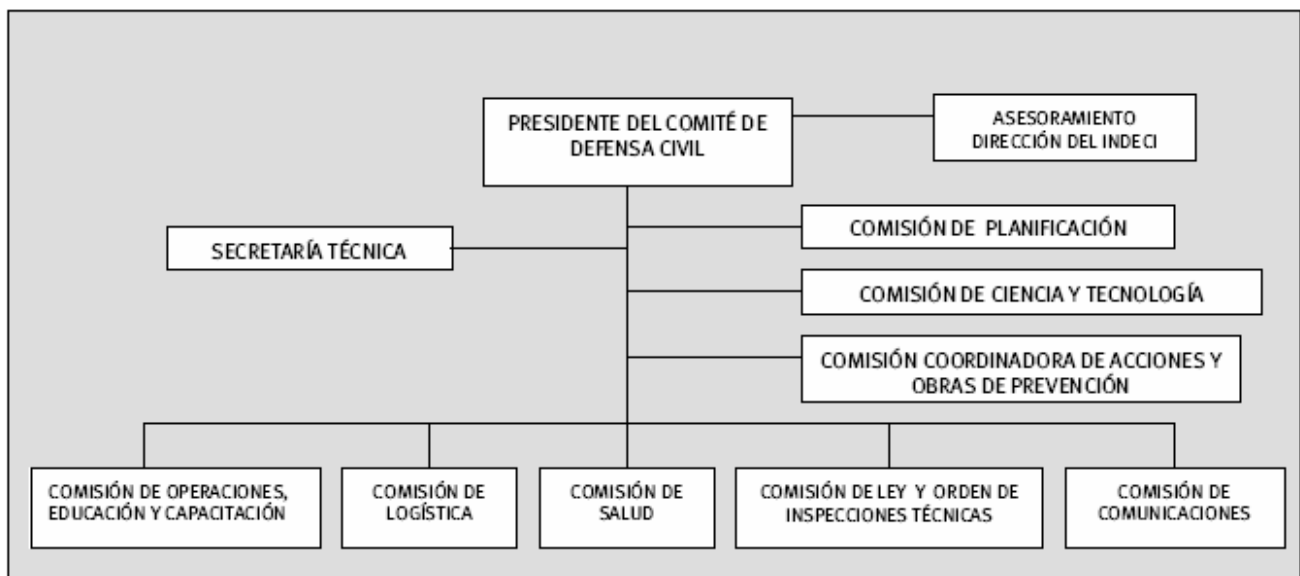 PRESIDENTE DEL COMITÉ DE
DEFENSA CIVIL
ASESORAMIENTO
DIRECCIÓN DEL INDECI
COMISIÓN DE PLANIFICACIÓN
SECRETARÍA TÉCNICA
COMISIÓN DE CIENCIA Y TECNOLOGÍA
COMISIÓN COORDINADORA DE ACCIONES Y
OBRAS DE PREVENCIÓN
COMISIÓN DE OPERACIONES,
EDUCACIÓN Y CAPACITACIÓN
COMISIÓN DE
LOGÍSTICA
COMISIÓN DE
SALUD
COMISIÓN DE LEY Y ORDEN DE
INSPECCIONES TÉCNICAS
COMISIÓN DE
COMUNICACIONES